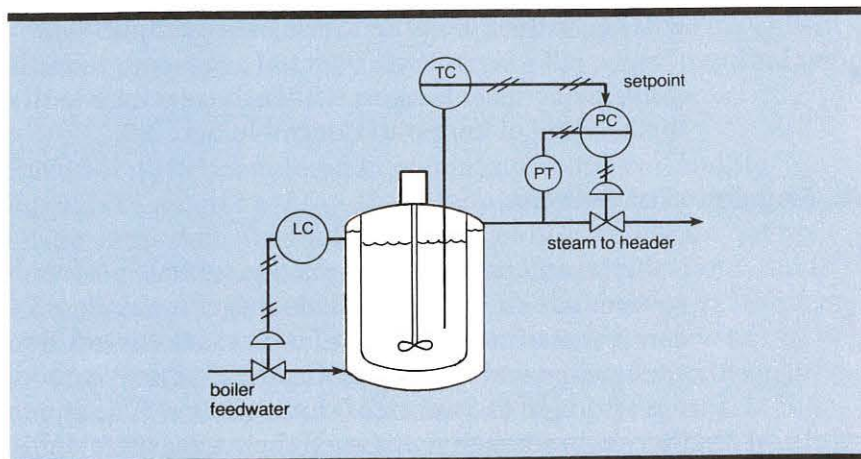 TC
setpoint
PC
PT
LC
steam to header
boiler
feedwater